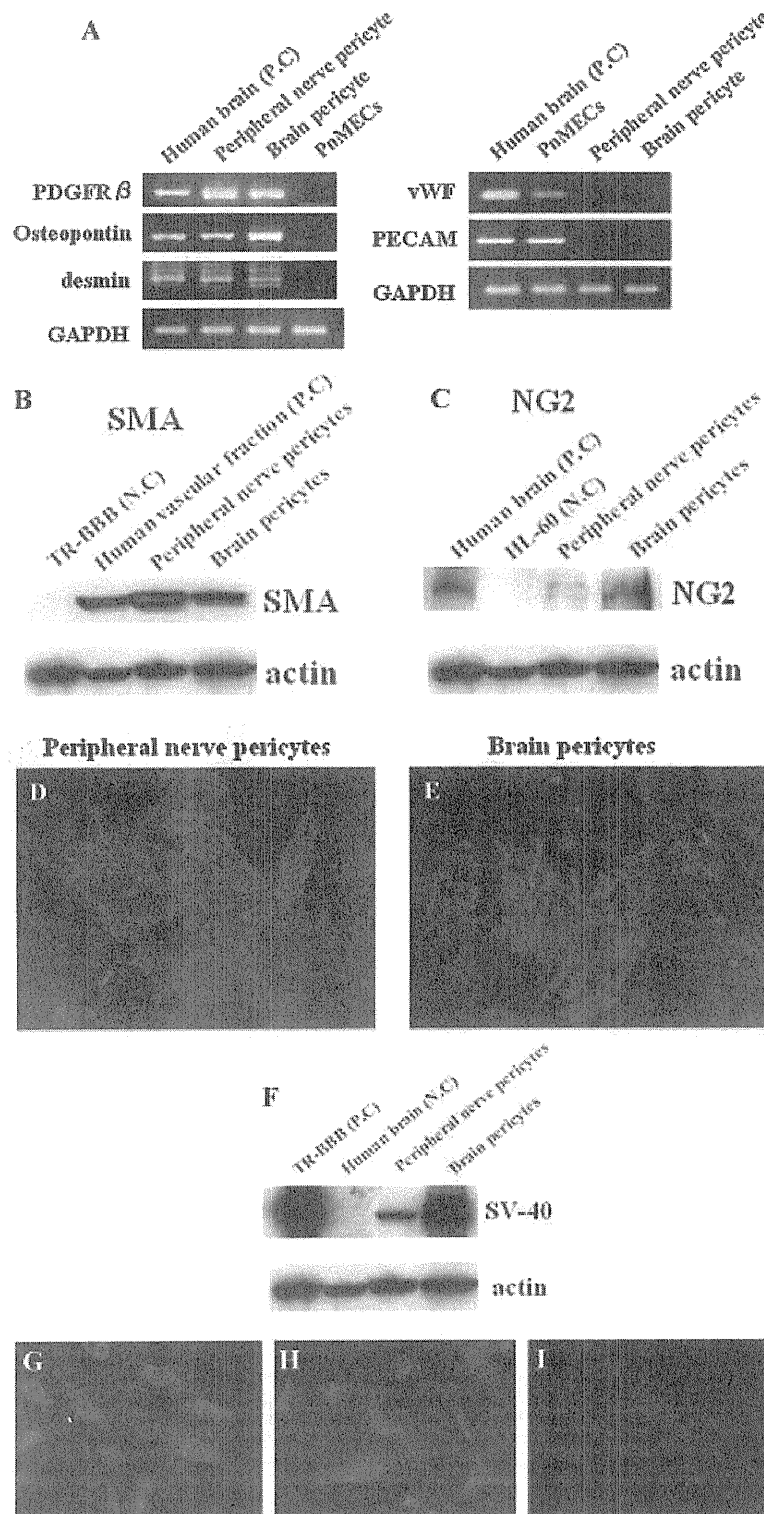 A
Human brain (P.C)
Peripheral nerve pericyte
Brain pericyte
PnMECs
PDGFR β
Osteopontin
desmin
GAPDH
Human brain (P.C)
PnMECs
Peripheral nerve pericyte
Brain pericyte
vWF
PECAM
GAPDH
B
SMA
TR-BBB (N.C)
Human vascular fraction (P.C)
Peripheral nerve pericytes
Brain pericytes
SMA
actin
C
NG2
Human brain (P.C)
HL-60 (N.C)
Peripheral nerve pericytes
Brain pericytes
NG2
actin
Peripheral nerve pericytes
D
Brain pericytes
E
F
TR-BBB (P.C)
Human brain (N.C)
Peripheral nerve pericytes
Brain pericytes
SV-40
actin
G
H
I